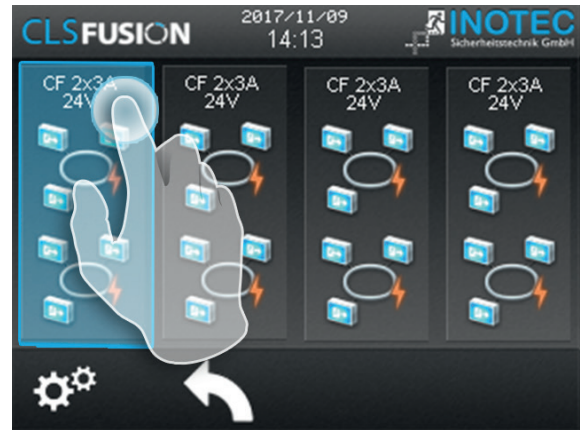 CLSFUSION
2017/11/09
14:13
INOTEC
Sicherheitstechnik GmbH
CF 2x3A
24V
CF 2x3A
24V
CF 2x3A
24V
CF 2x3A
24V